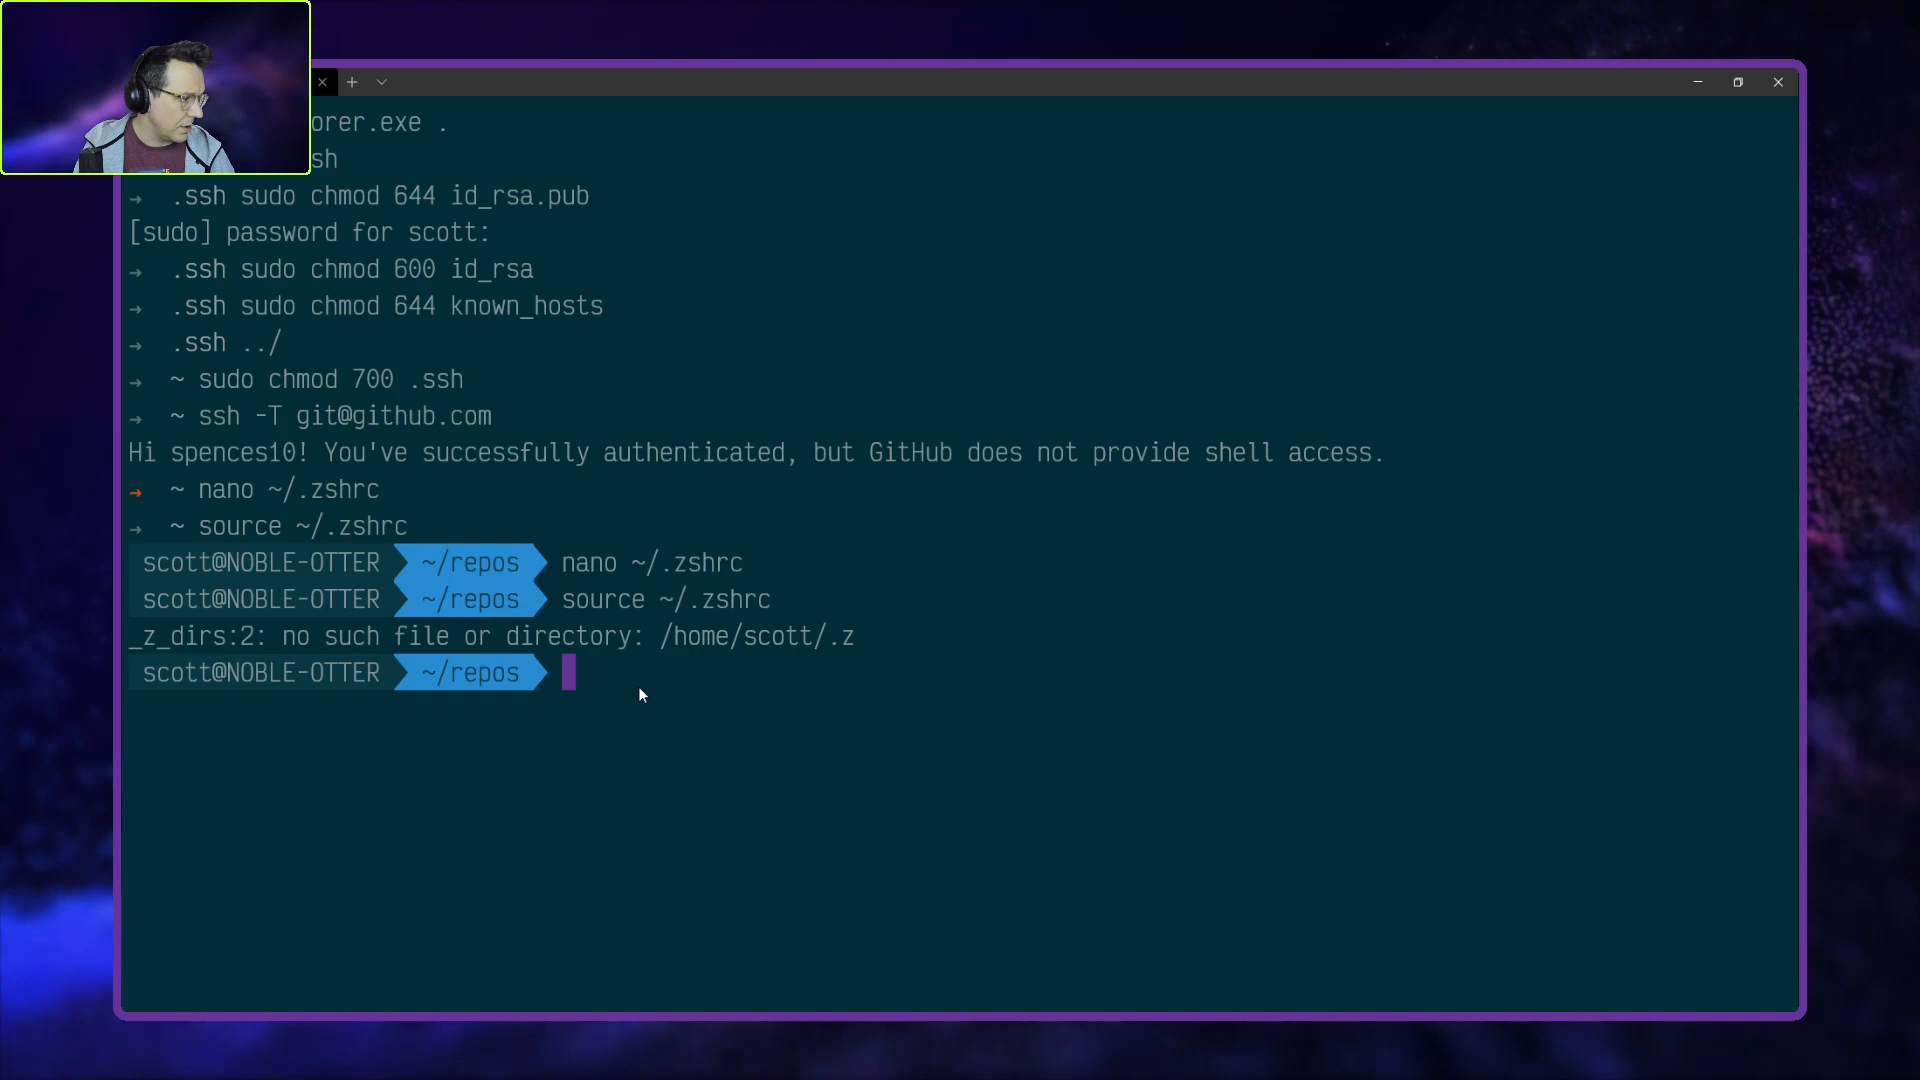 orer.exe .
sh
→ .ssh sudo chmod 644 id_rsa.pub
[sudo] password for scott:
→ .ssh sudo chmod 600 id_rsa
→ .ssh sudo chmod 644 known_hosts
→ .ssh ../
→ ~ sudo chmod 700 .ssh
→ ~ ssh -T git@github.com
Hi spences10! You've successfully authenticated, but GitHub does not provide shell access.
→ ~ nano ~/.zshrc
→ ~ source ~/.zshrc
scott@NOBLE-OTTER ~/repos nano ~/.zshrc
scott@NOBLE-OTTER ~/repos source ~/.zshrc
_z_dirs:2: no such file or directory: /home/scott/.z
scott@NOBLE-OTTER ~/repos